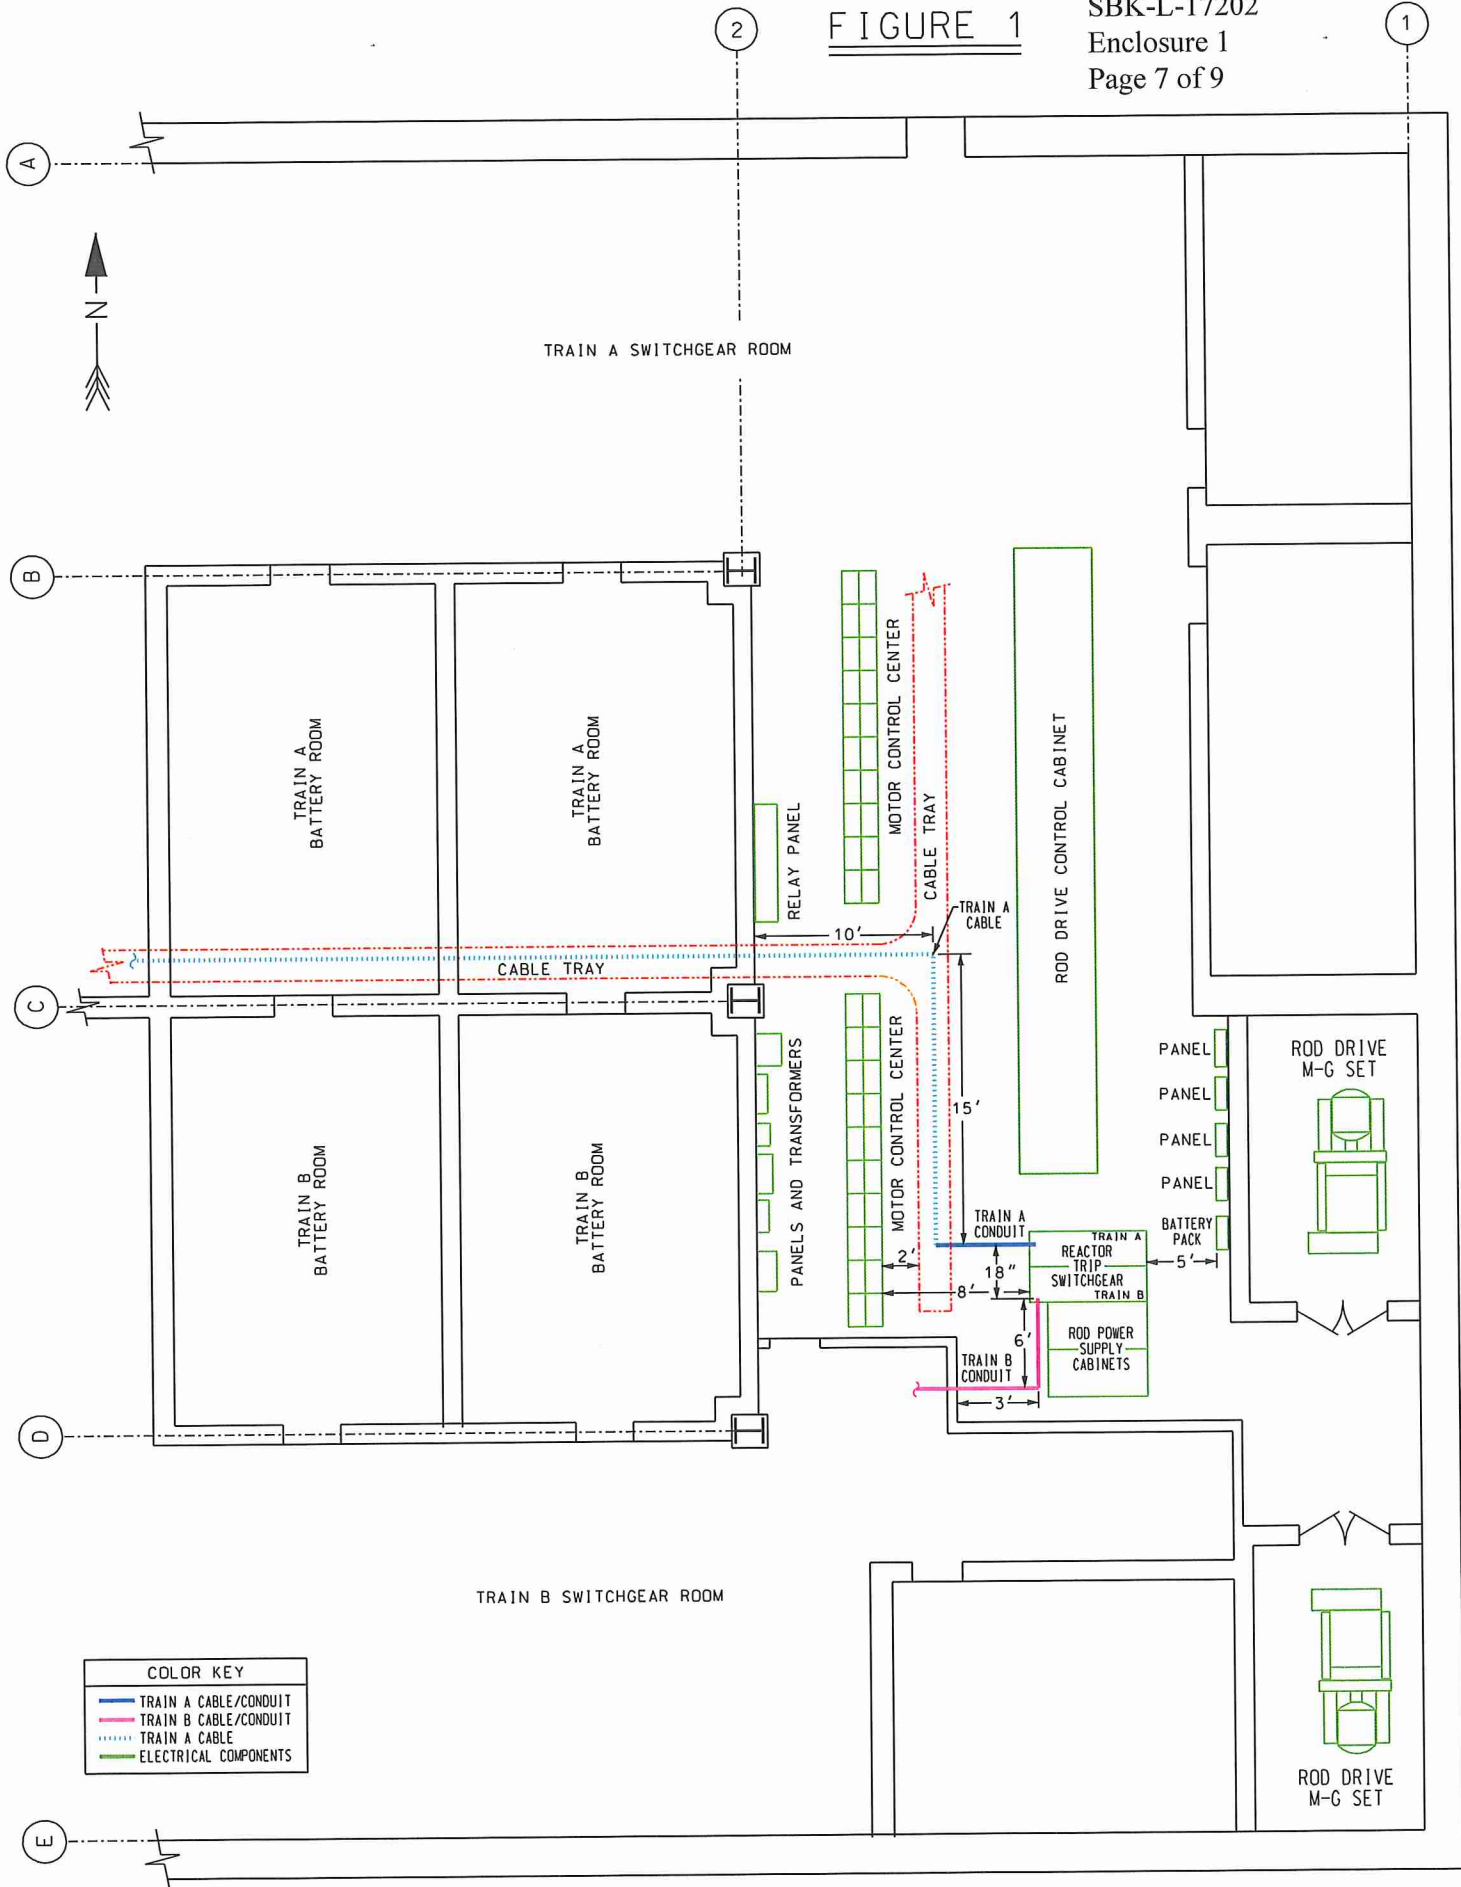 2
FIGURE 1
SBK-L-17202
Enclosure 1
Page 7 of 9
1
A
N
TRAIN A SWITCHGEAR ROOM
B
TRAIN A
BATTERY ROOM
TRAIN A
BATTERY ROOM
RELAY PANEL
MOTOR CONTROL CENTER
CABLE TRAY
ROD DRIVE CONTROL CABINET
TRAIN A
CABLE
10'
CABLE TRAY
C
TRAIN B
BATTERY ROOM
TRAIN B
BATTERY ROOM
PANELS AND TRANSFORMERS
MOTOR CONTROL CENTER
15'
PANEL
PANEL
PANEL
PANEL
BATTERY
PACK
ROD DRIVE
M-G SET
TRAIN A
CONDUIT
TRAIN A
REACTOR
TRIP
SWITCHGEAR
TRAIN B
2'
18"
8'
5'
6'
ROD POWER
SUPPLY
CABINETS
TRAIN B
CONDUIT
3'
D
TRAIN B SWITCHGEAR ROOM
COLOR KEY
TRAIN A CABLE/CONDUIT
TRAIN B CABLE/CONDUIT
TRAIN A CABLE
ELECTRICAL COMPONENTS
ROD DRIVE
M-G SET
E